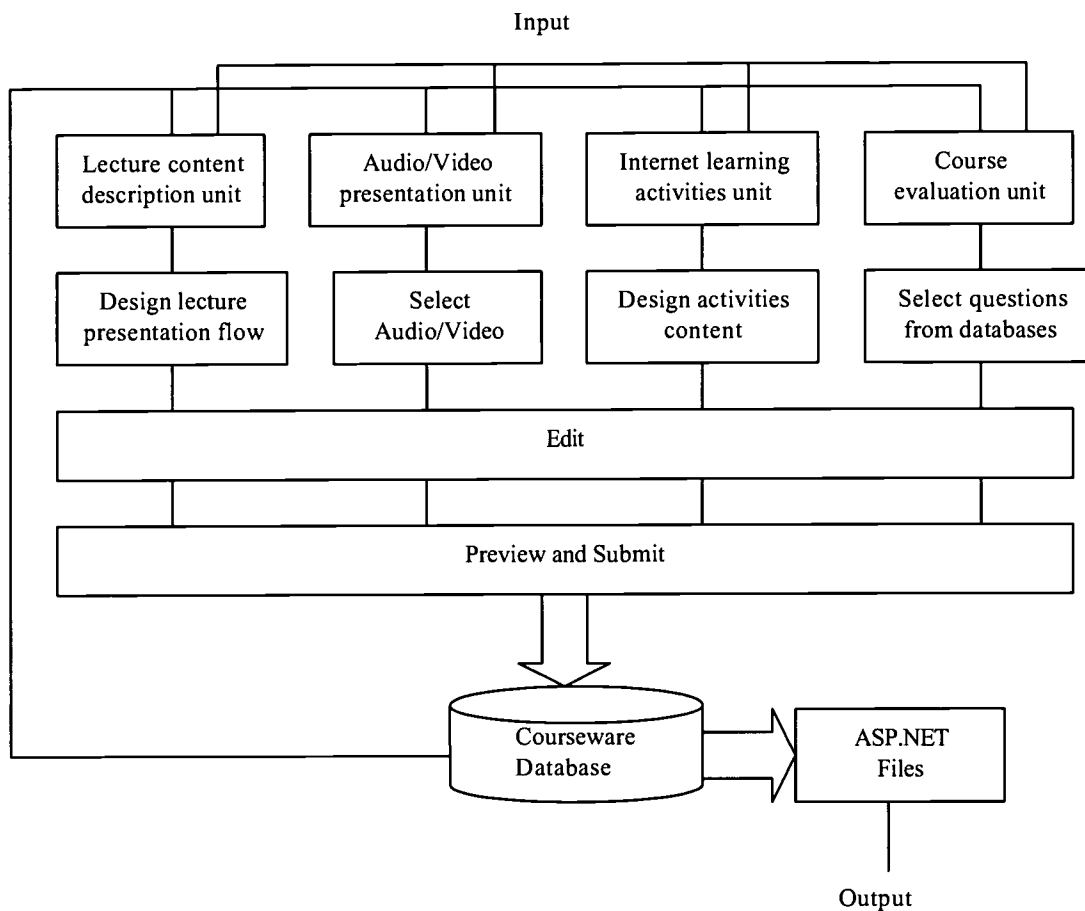 Input
Lecture content
description unit
Audio/Video
presentation unit
Internet learning
activities unit
Course
evaluation unit
Design lecture
presentation flow
Select
Audio/Video
Design activities
content
Select questions
from databases
Edit
Preview and Submit
Courseware
Database
ASP.NET
Files
Output